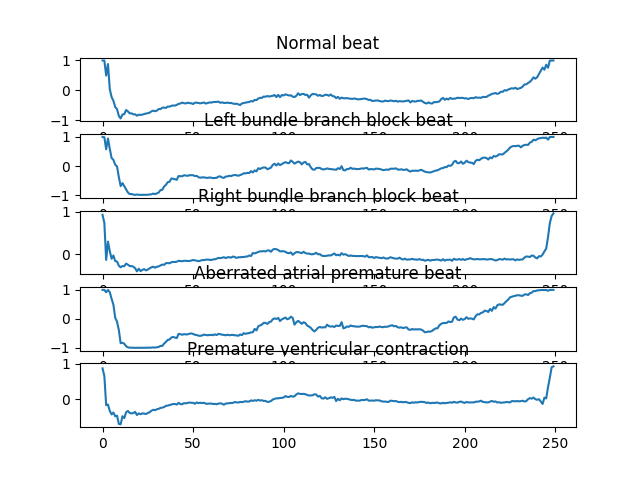 Normal beat
1
0
−1
Left bundle branch block beat
1
0
−1
Right bundle branch block beat
1
0
Aberrated atrial premature beat
1
0
−1
Premature ventricular contraction
1
0
0 50 100 150 200 250